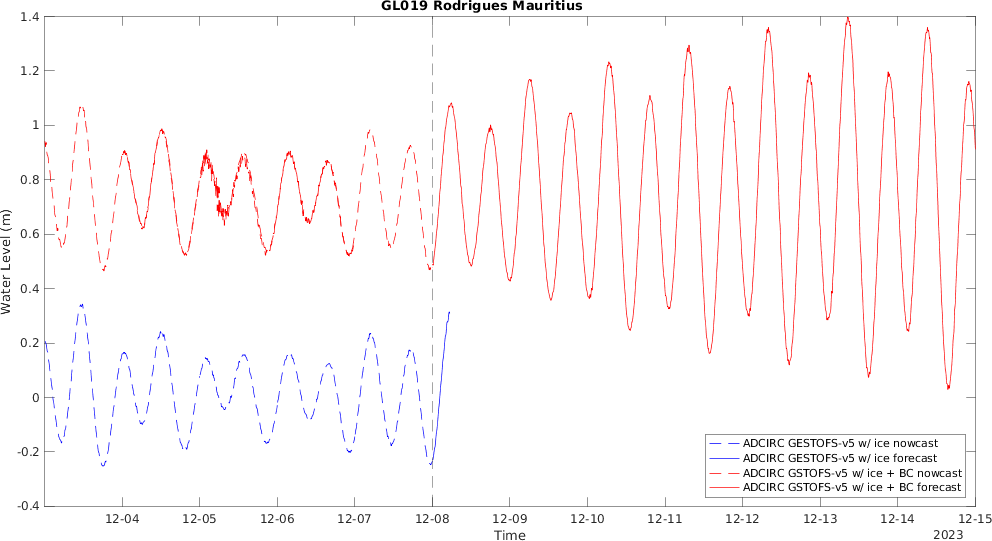 GL019 Rodrigues Mauritius
1.4
1.2
1
0.8
0.6
0.4
0.2
0
-0.2
-0.4
Water Level (m)
ADCIRC GESTOFS-v5 w/ ice nowcast
ADCIRC GESTOFS-v5 w/ ice forecast
ADCIRC GSTOFS-v5 w/ ice + BC nowcast
ADCIRC GSTOFS-v5 w/ ice + BC forecast
12-04 12-05 12-06 12-07 12-08 12-09 12-10 12-11 12-12 12-13 12-14 12-15
Time
2023